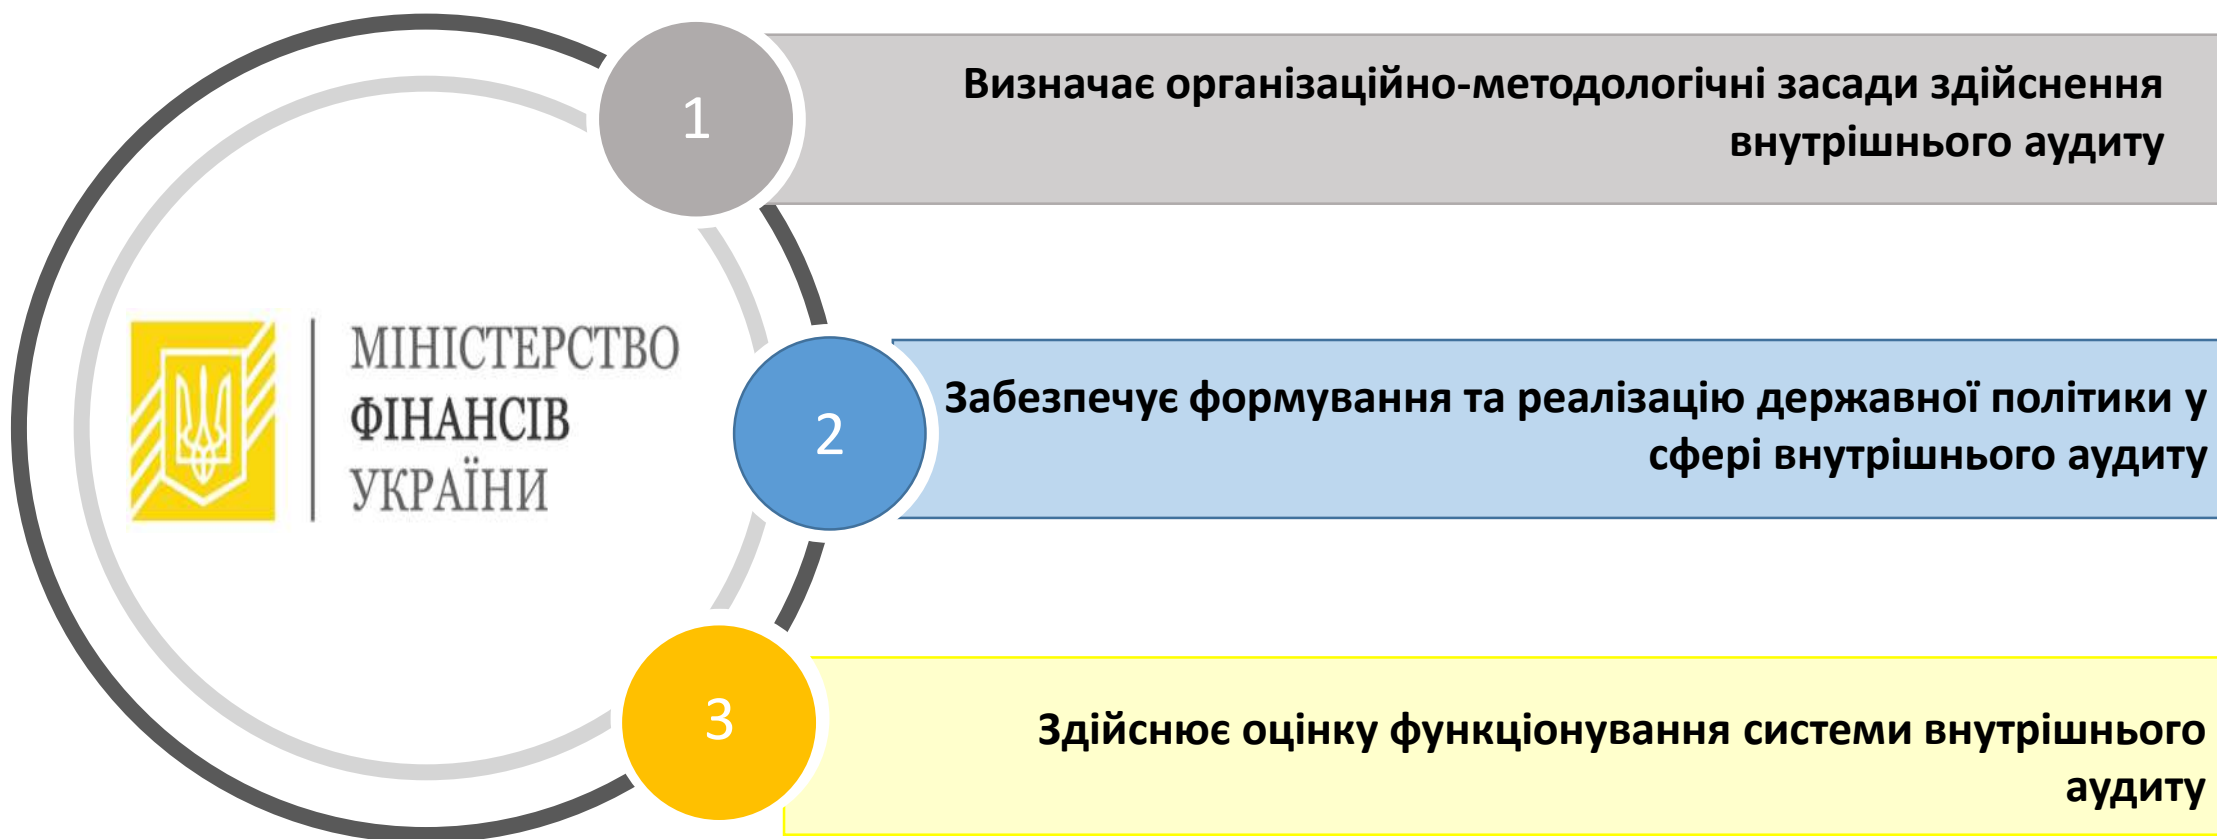 МІНІСТЕРСТВО
ФІНАНСІВ
УКРАЇНИ
1
Визначає організаційно-методологічні засади здійснення
внутрішнього аудиту
2
Забезпечує формування та реалізацію державної політики у
сфері внутрішнього аудиту
3
Здійснює оцінку функціонування системи внутрішнього
аудиту